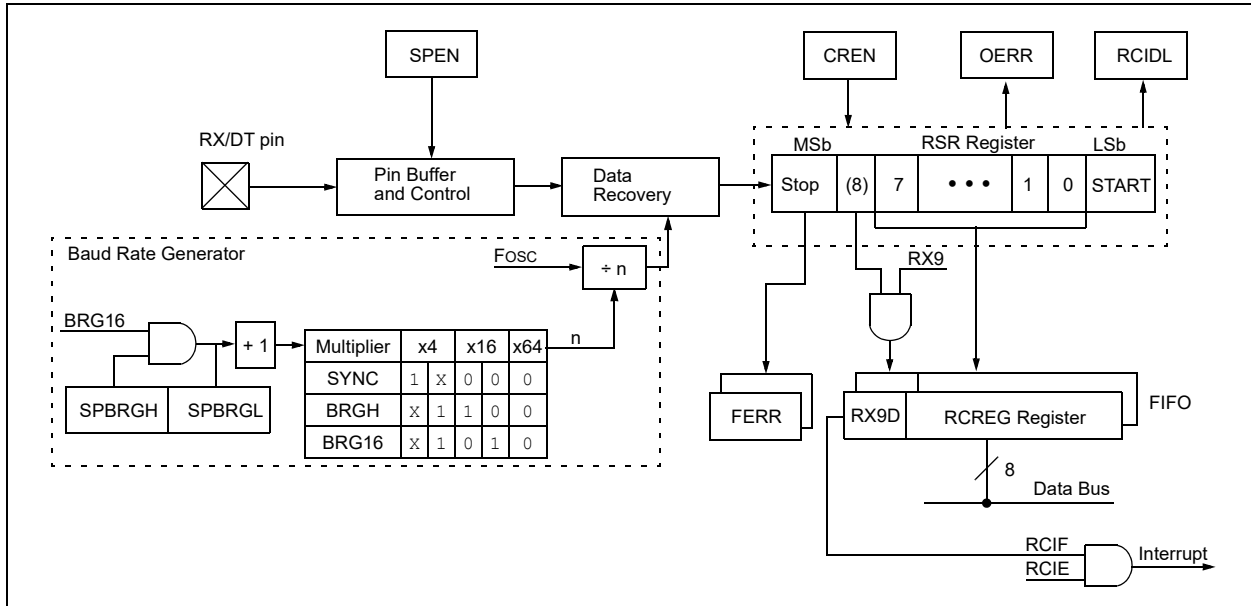 SPEN
CREN
OERR
RCIDL
RX/DT pin
MSb
RSR Register
LSb
Pin Buffer
and Control
Data
Recovery
Stop (8) 7 • • • 1 0 START
Baud Rate Generator
FOSC
÷ n
RX9
BRG16
+ 1
n
Multiplier x4 x16 x64
SYNC 1 X 0 0 0
BRGH X 1 1 0 0
BRG16 X 1 0 1 0
SPBRGH SPBRGL
FERR
RX9D RCREG Register
FIFO
8
Data Bus
RCIF
RCIE
Interrupt